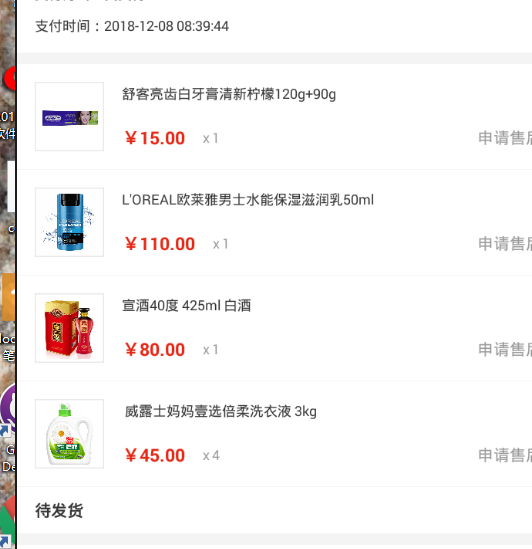 支付时间：2018-12-08 08:39:44
舒客亮齿白牙膏清新柠檬120g+90g
￥15.00 x 1 申请售后
L'OREAL欧莱雅男士水能保湿滋润乳50ml
￥110.00 x 1 申请售后
宣酒40度 425ml 白酒
￥80.00 x 1 申请售后
威露士妈妈壹选倍柔洗衣液 3kg
￥45.00 x 4 申请售后
待发货